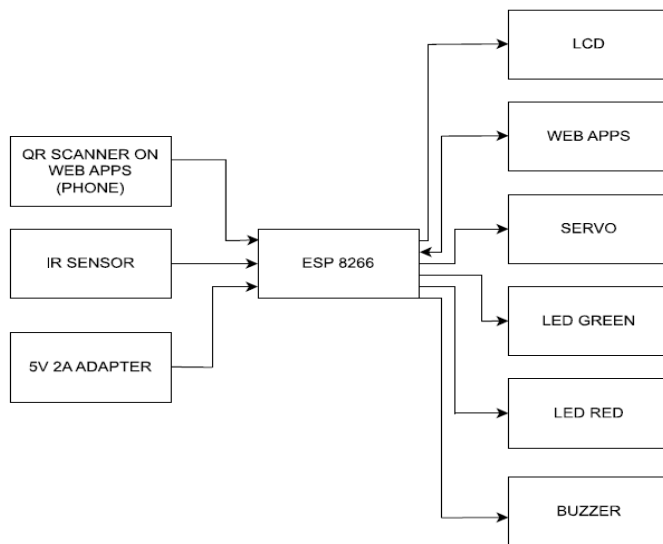 QR SCANNER ON
WEB APPS
(PHONE)
IR SENSOR
5V 2A ADAPTER
ESP 8266
LCD
WEB APPS
SERVO
LED GREEN
LED RED
BUZZER